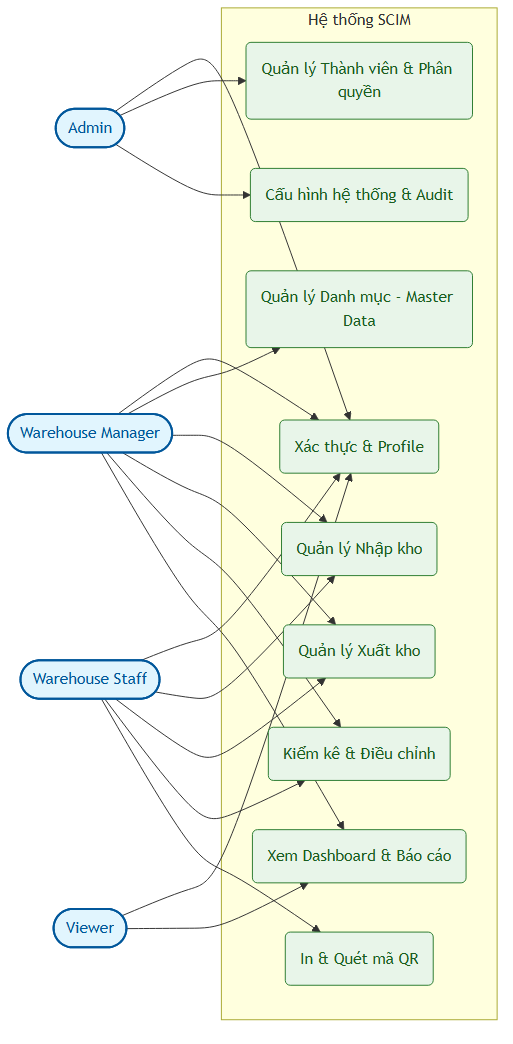 Hệ thống SCIM
Quản lý Thành viên & Phân
quyền
Admin
Cấu hình hệ thống & Audit
Quản lý Danh mục - Master
Data
Warehouse Manager
Xác thực & Profile
Quản lý Nhập kho
Quản lý Xuất kho
Warehouse Staff
Kiểm kê & Điều chỉnh
Xem Dashboard & Báo cáo
Viewer
In & Quét mã QR